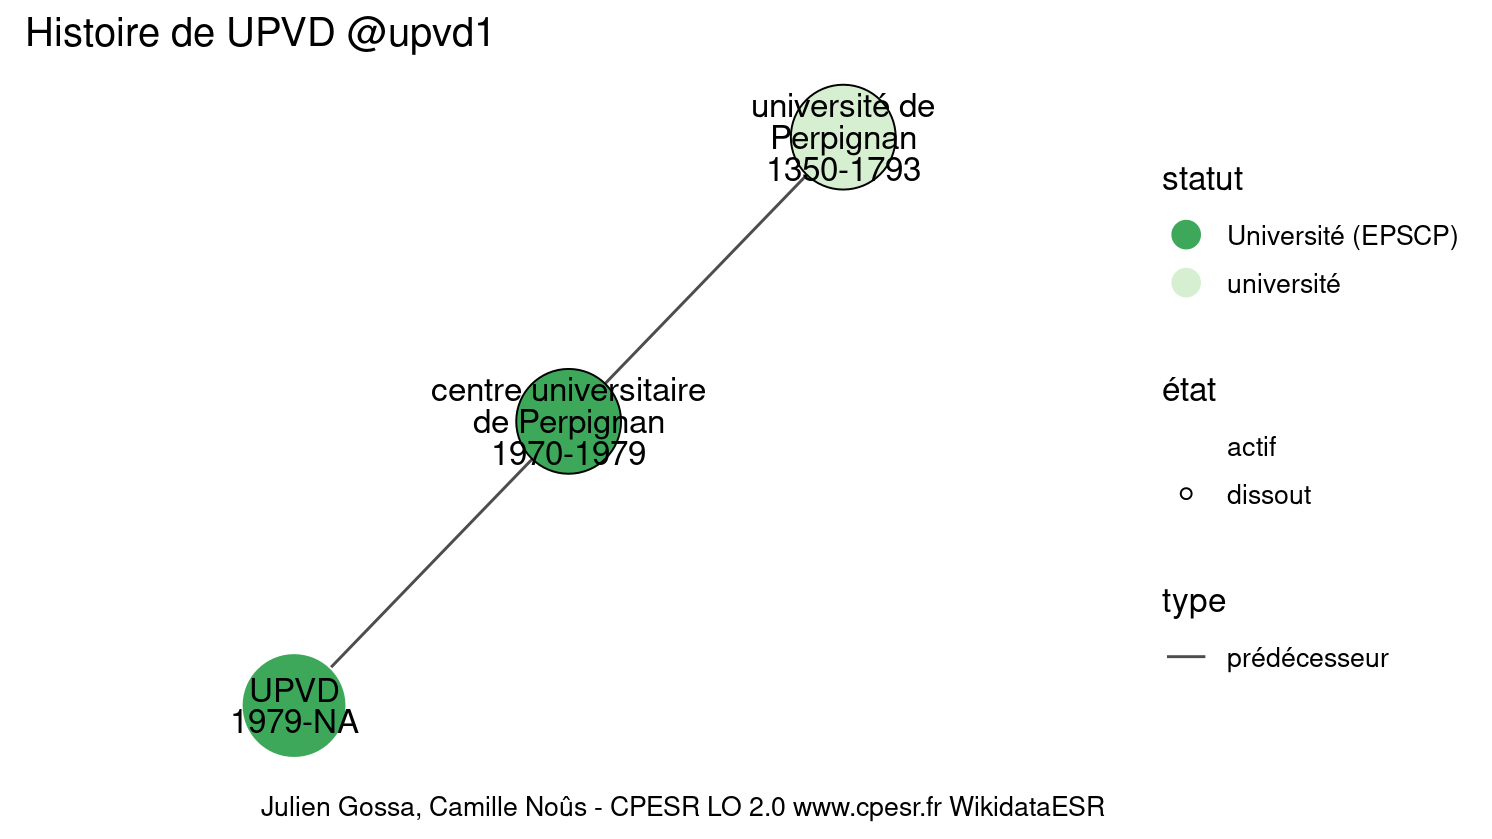 Histoire de UPVD @upvd1
université de
Perpignan
1350-1793
centre universitaire
de Perpignan
1970-1979
UPVD
1979-NA
statut
Université (EPSCP)
université
état
actif
dissout
type
prédécesseur
Julien Gossa, Camille Noûs - CPESR LO 2.0 www.cpesr.fr WikidataESR